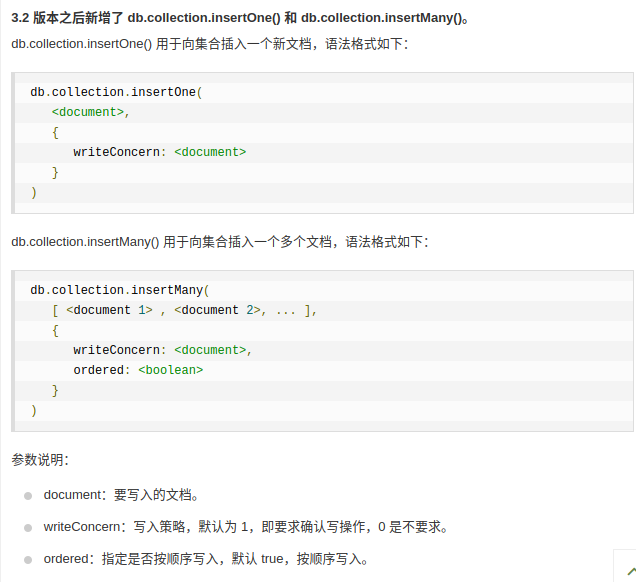 3.2 版本之后新增了 db.collection.insertOne() 和 db.collection.insertMany()。
db.collection.insertOne() 用于向集合插入一个新文档，语法格式如下：
db.collection.insertOne(
   <document>,
   {
      writeConcern: <document>
   }
)
db.collection.insertMany() 用于向集合插入一个多个文档，语法格式如下：
db.collection.insertMany(
   [ <document 1> , <document 2>, ... ],
   {
      writeConcern: <document>,
      ordered: <boolean>
   }
)
参数说明：
document：要写入的文档。
writeConcern：写入策略，默认为 1，即要求确认写操作，0 是不要求。
ordered：指定是否按顺序写入，默认 true，按顺序写入。